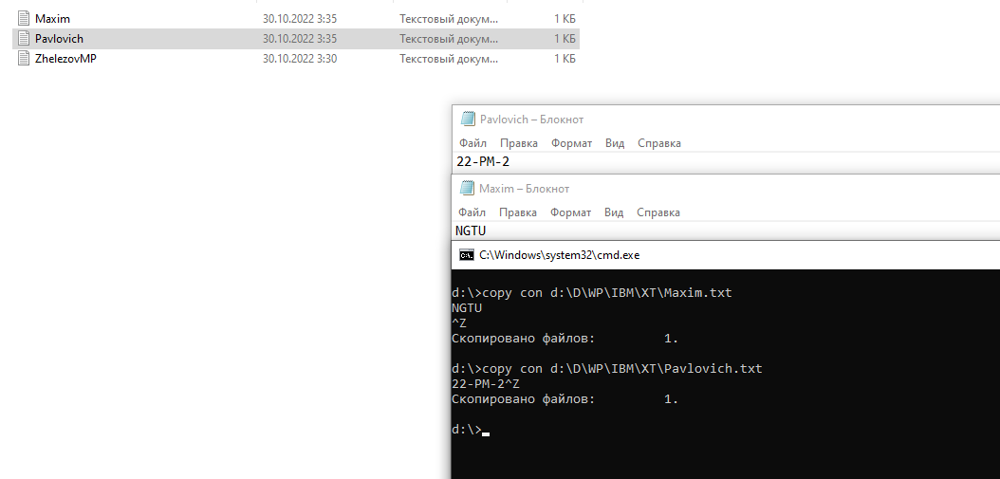 Maxim 30.10.2022 3:35 Текстовый докум... 1 КБ
Pavlovich 30.10.2022 3:35 Текстовый докум... 1 КБ
ZhelezovMP 30.10.2022 3:30 Текстовый докум... 1 КБ
Pavlovich – Блокнот
Файл Правка Формат Вид Справка
22-PM-2
Maxim – Блокнот
Файл Правка Формат Вид Справка
NGTU
C:\Windows\system32\cmd.exe
d:\>copy con d:\D\WP\IBM\XT\Maxim.txt
NGTU
^Z
Скопировано файлов: 1.
d:\>copy con d:\D\WP\IBM\XT\Pavlovich.txt
22-PM-2^Z
Скопировано файлов: 1.
d:\>